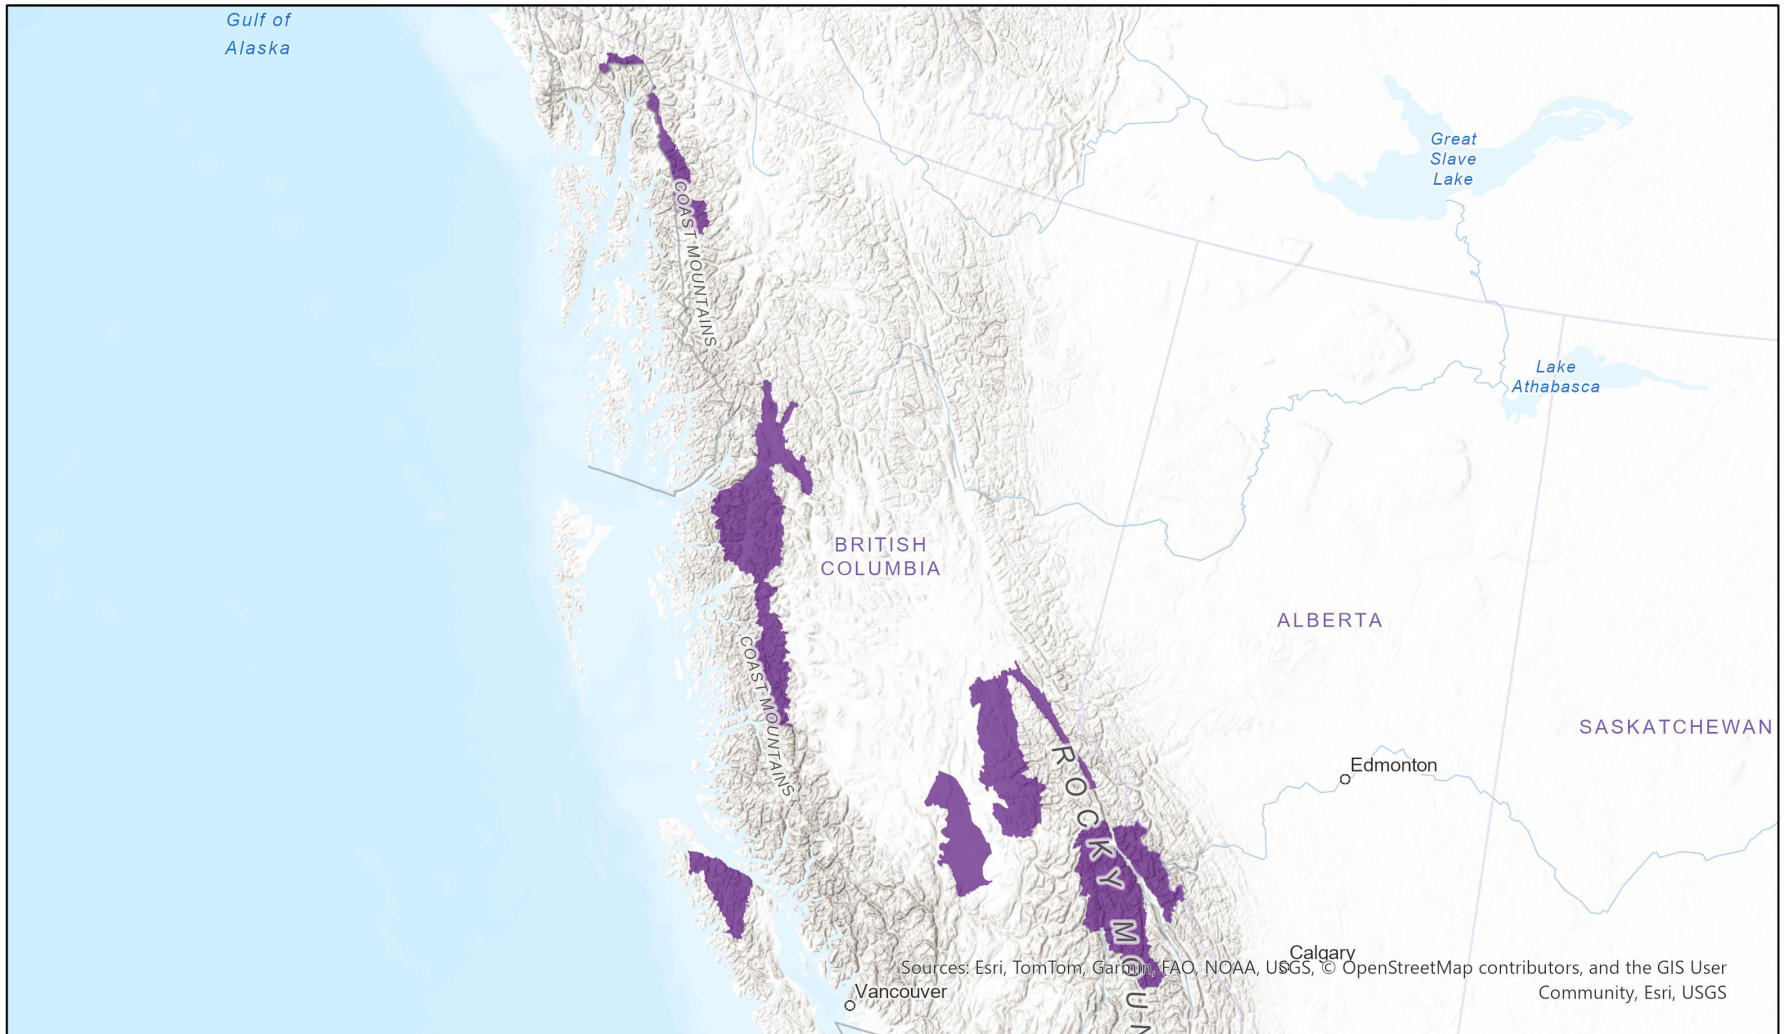 Gulf of
Alaska
Great
Slave
Lake
COAST MOUNTAINS
Lake
Athabasca
BRITISH
COLUMBIA
ALBERTA
COAST MOUNTAINS
SASKATCHEWAN
Edmonton
ROCKY MOUN
Calgary
Sources: Esri, TomTom, Garmin, FAO, NOAA, USGS, © OpenStreetMap contributors, and the GIS User
Community, Esri, USGS
Vancouver